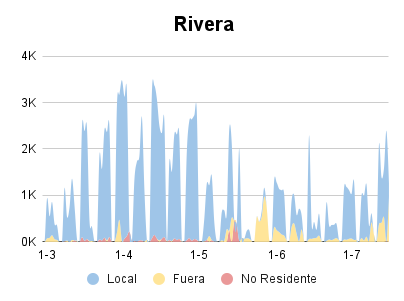 Rivera
4K
3K
2K
1K
0K
1-3 1-4 1-5 1-6 1-7
Local Fuera No Residente